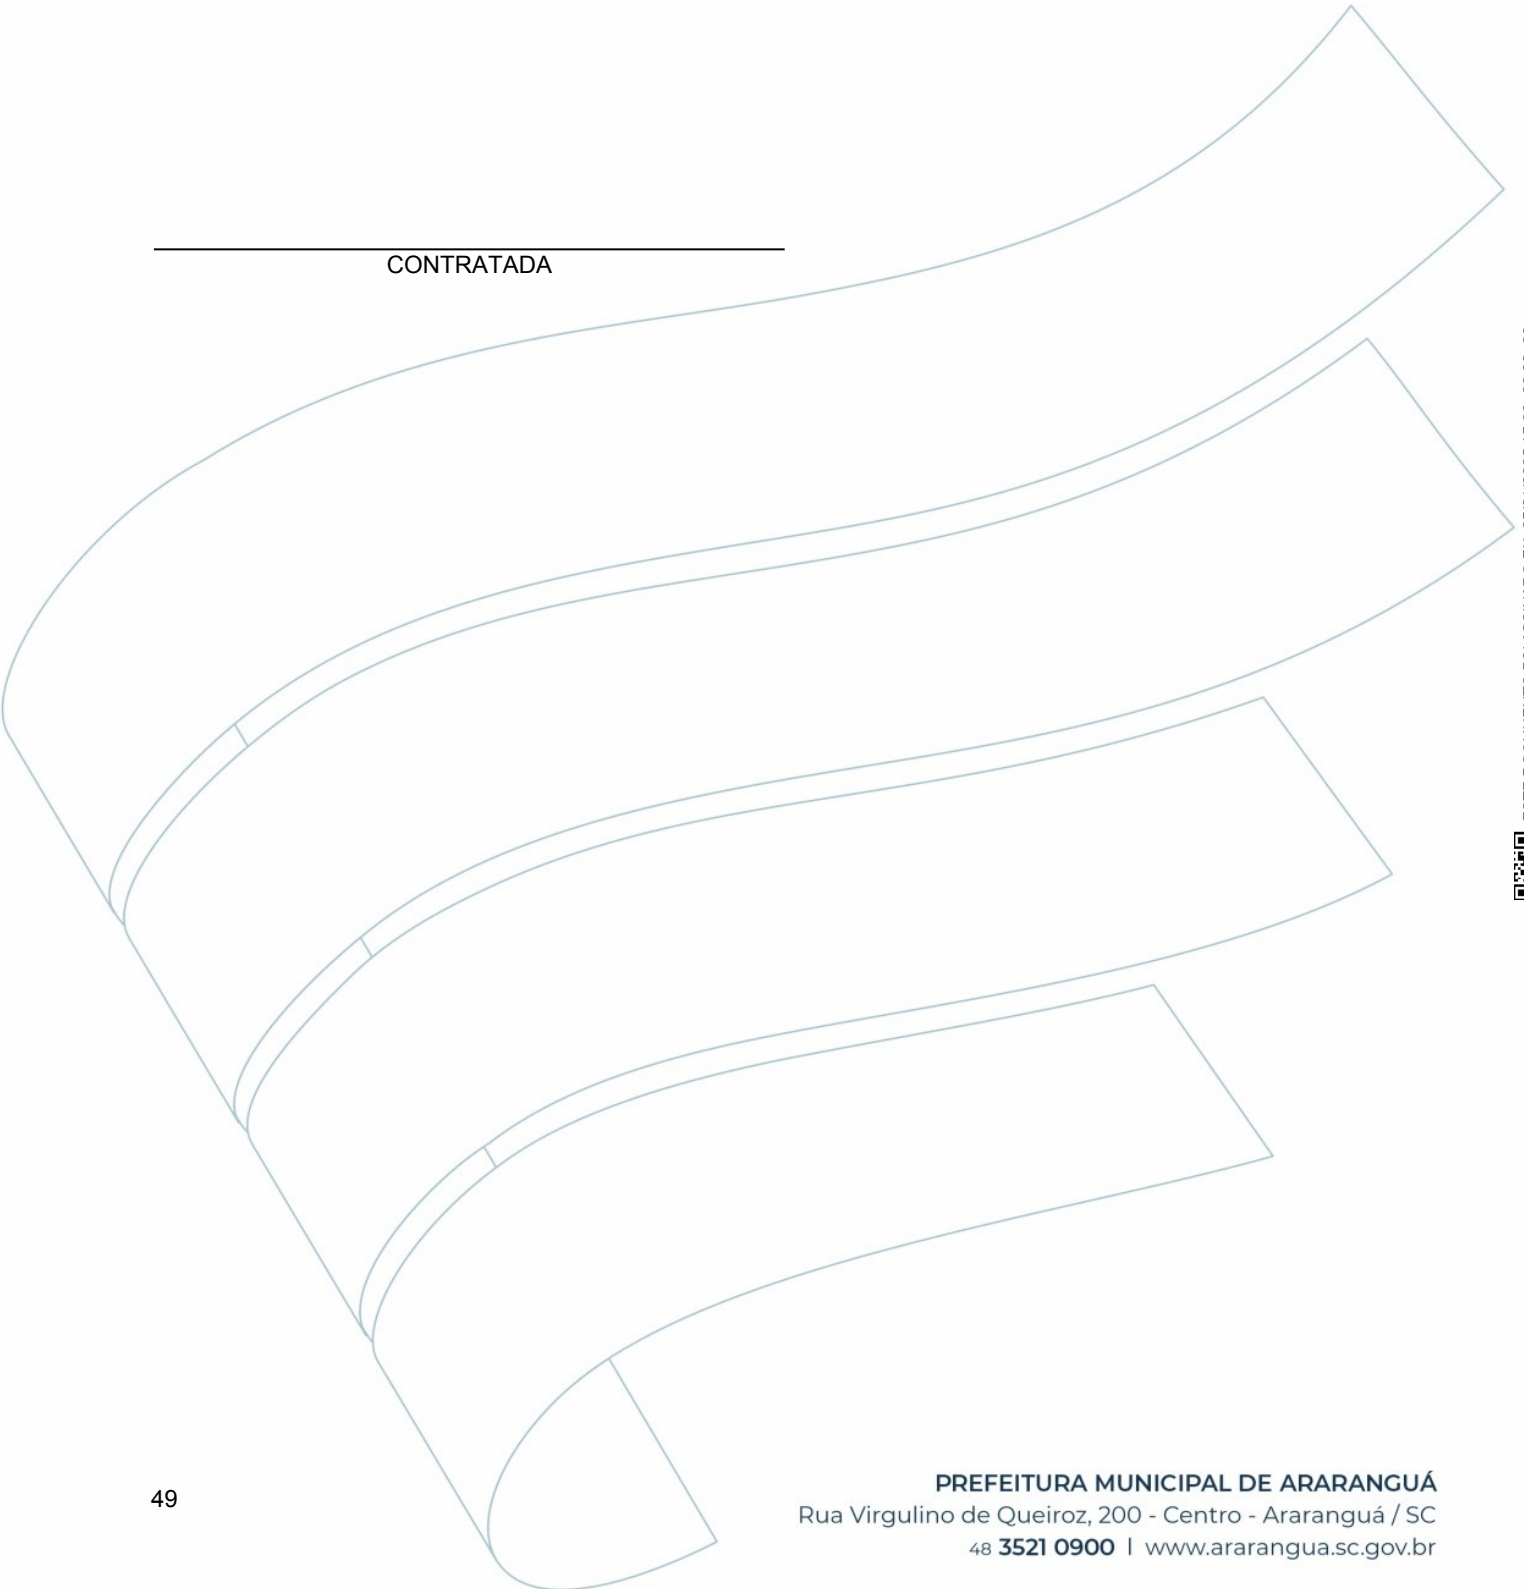 CONTRATADA
49
PREFEITURA MUNICIPAL DE ARARANGUÁ
Rua Virgulino de Queiroz, 200 - Centro - Araranguá / SC
48 3521 0900 | www.ararangua.sc.gov.br